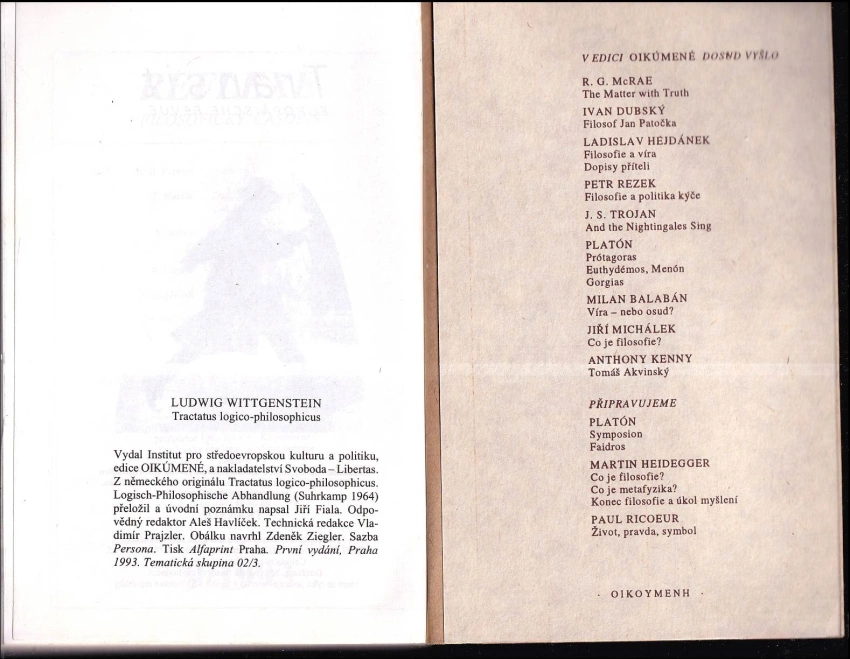 LUDWIG WITTGENSTEIN
Tractatus logico-philosophicus
Vydal Institut pro středoevropskou kulturu a politiku,
edice OIKÚMENÉ, a nakladatelství Svoboda – Libertas.
Z německého originálu Tractatus logico-philosophicus.
Logisch-Philosophische Abhandlung (Suhrkamp 1964)
přeložil a úvodní poznámku napsal Jiří Fiala. Odpo-
vědný redaktor Aleš Havlíček. Technická redakce Vla-
dimír Prajzler. Obálku navrhl Zdeněk Ziegler. Sazba
Persona. Tisk Alfaprint Praha. První vydání, Praha
1993. Tematická skupina 02/3.
V EDICI OIKÚMENÉ DOSUD VYŠLO
R. G. McRAE
The Matter with Truth
IVAN DUBSKÝ
Filosof Jan Patočka
LADISLAV HEJDÁNEK
Filosofie a víra
Dopisy příteli
PETR REZEK
Filosofie a politika kýče
J. S. TROJAN
And the Nightingales Sing
PLATÓN
Prótagoras
Euthydémos, Menón
Gorgias
MILAN BALABÁN
Víra – nebo osud?
JIŘÍ MICHÁLEK
Co je filosofie?
ANTHONY KENNY
Tomáš Akvinský
PŘIPRAVUJEME
PLATÓN
Symposion
Faidros
MARTIN HEIDEGGER
Co je filosofie?
Co je metafyzika?
Konec filosofie a úkol myšlení
PAUL RICOEUR
Život, pravda, symbol
· OIKOYMENH ·